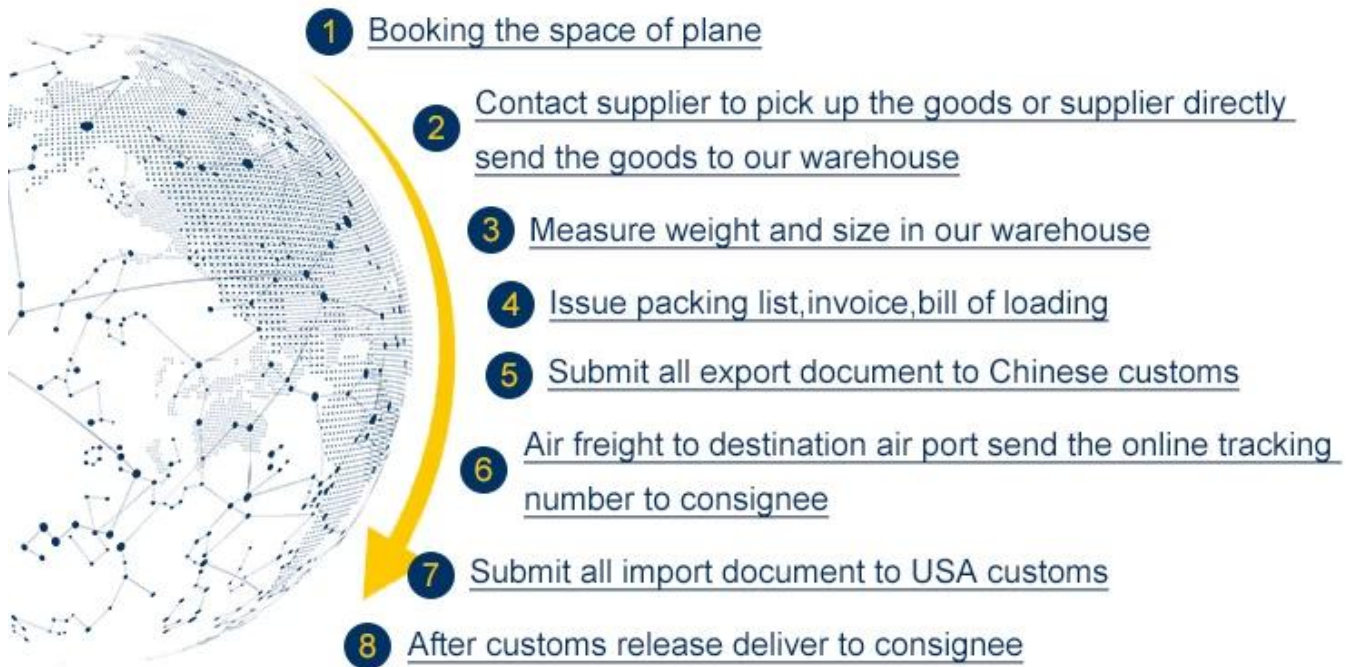 1 Booking the space of plane
2 Contact supplier to pick up the goods or supplier directly
send the goods to our warehouse
3 Measure weight and size in our warehouse
4 Issue packing list,invoice,bill of loading
5 Submit all export document to Chinese customs
6 Air freight to destination air port send the online tracking
number to consignee
7 Submit all import document to USA customs
8 After customs release deliver to consignee